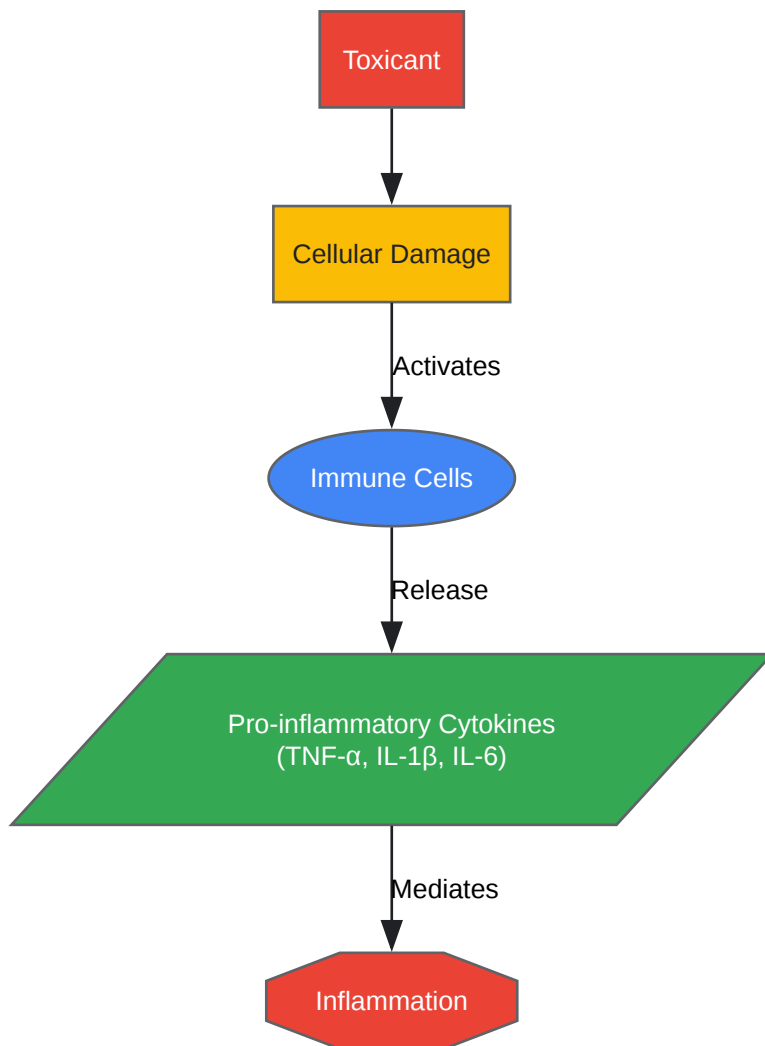 Toxicant
Cellular Damage
Activates
Immune Cells
Release
Pro-inflammatory Cytokines
(TNF-α, IL-1β, IL-6)
Mediates
Inflammation